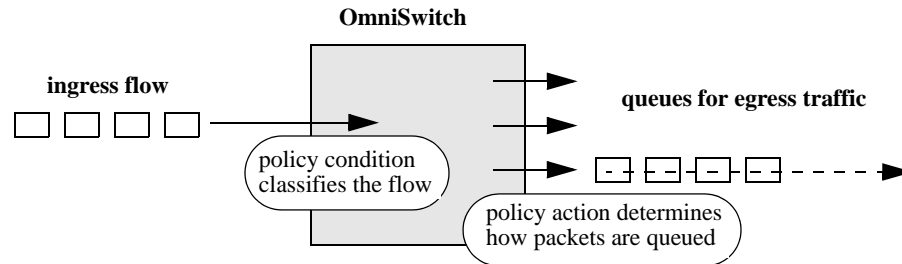 OmniSwitch
ingress flow
queues for egress traffic
policy condition
classifies the flow
policy action determines
how packets are queued